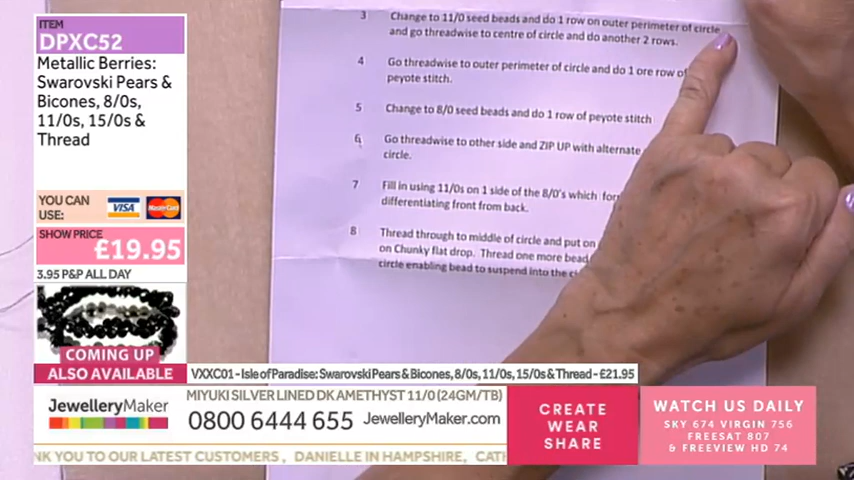 ITEM
DPXC52
Metallic Berries:
Swarovski Pears &
Bicones, 8/0s,
11/0s, 15/0s &
Thread
YOU CAN
USE:
VISA
MasterCard
SHOW PRICE
£19.95
3.95 P&P ALL DAY
COMING UP
ALSO AVAILABLE
3 Change to 11/0 seed beads and do 1 row on outer perimeter of circle
and go threadwise to centre of circle and do another 2 rows.
4 Go threadwise to outer perimeter of circle and do 1 ore row of
peyote stitch.
5 Change to 8/0 seed beads and do 1 row of peyote stitch
6 Go threadwise to other side and ZIP UP with alternate
circle.
7 Fill in using 11/0s on 1 side of the 8/0's which
differentiating front from back.
8 Thread through to middle of circle and put on
on Chunky flat drop. Thread one more bead
circle enabling bead to suspend into the
VXXC01 - Isle of Paradise: Swarovski Pears & Bicones, 8/0s, 11/0s, 15/0s & Thread - £21.95
JewelleryMaker
MIYUKI SILVER LINED DK AMETHYST 11/0 (24GM/TB)
0800 6444 655 JewelleryMaker.com
CREATE
WEAR
SHARE
WATCH US DAILY
SKY 674 VIRGIN 756
FREESAT 807
& FREEVIEW HD 74
NK YOU TO OUR LATEST CUSTOMERS, DANIELLE IN HAMPSHIRE, CATH